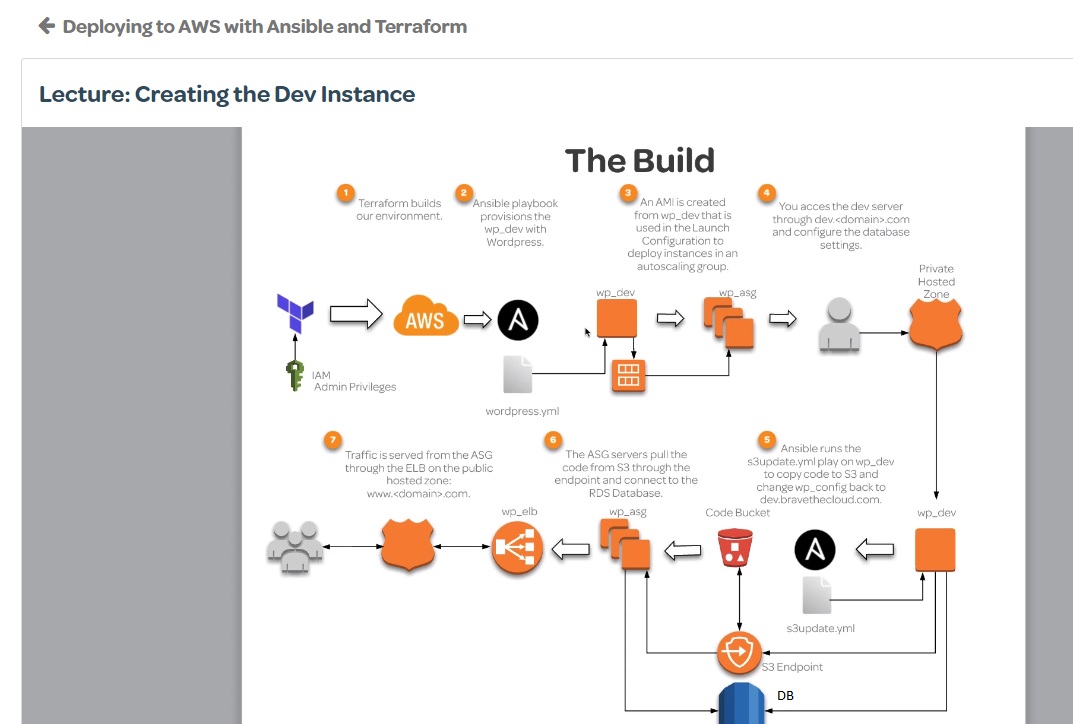 Deploying to AWS with Ansible and Terraform
Lecture: Creating the Dev Instance
The Build
1
Terraform builds
our environment.
2
Ansible playbook
provisions the
wp_dev with
Wordpress.
3
An AMI is created
from wp_dev that is
used in the Launch
Configuration to
deploy instances in an
autoscaling group.
4
You acces the dev server
through dev.<domain>.com
and configure the database
settings.
Private
Hosted
Zone
wp_dev
wp_asg
AWS
IAM
Admin Privileges
wordpress.yml
7
Traffic is served from the ASG
through the ELB on the public
hosted zone:
www.<domain>.com.
6
The ASG servers pull the
code from S3 through the
endpoint and connect to the
RDS Database.
5
Ansible runs the
s3update.yml play on wp_dev
to copy code to S3 and
change wp_config back to
dev.bravethecloud.com.
wp_elb
wp_asg
Code Bucket
wp_dev
s3update.yml
S3 Endpoint
DB